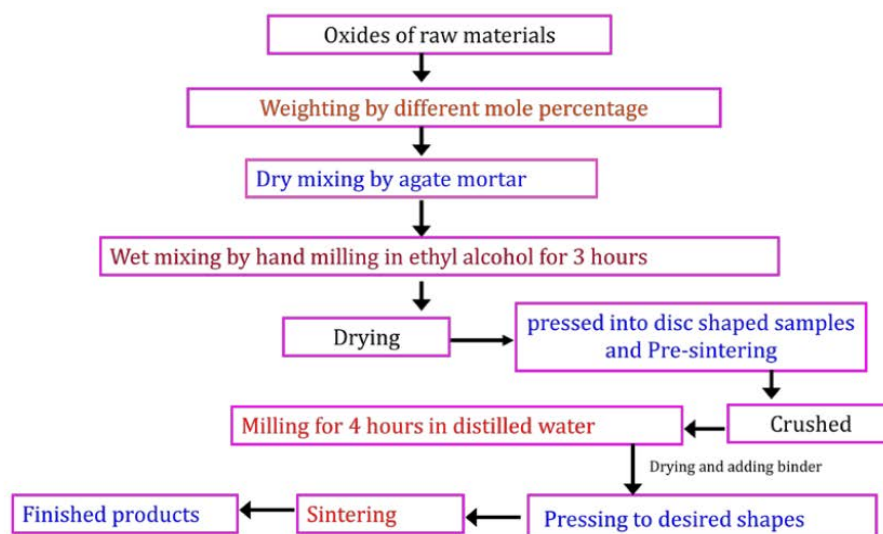 Oxides of raw materials
Weighting by different mole percentage
Dry mixing by agate mortar
Wet mixing by hand milling in ethyl alcohol for 3 hours
Drying
pressed into disc shaped samples
and Pre-sintering
Crushed
Milling for 4 hours in distilled water
Drying and adding binder
Pressing to desired shapes
Sintering
Finished products